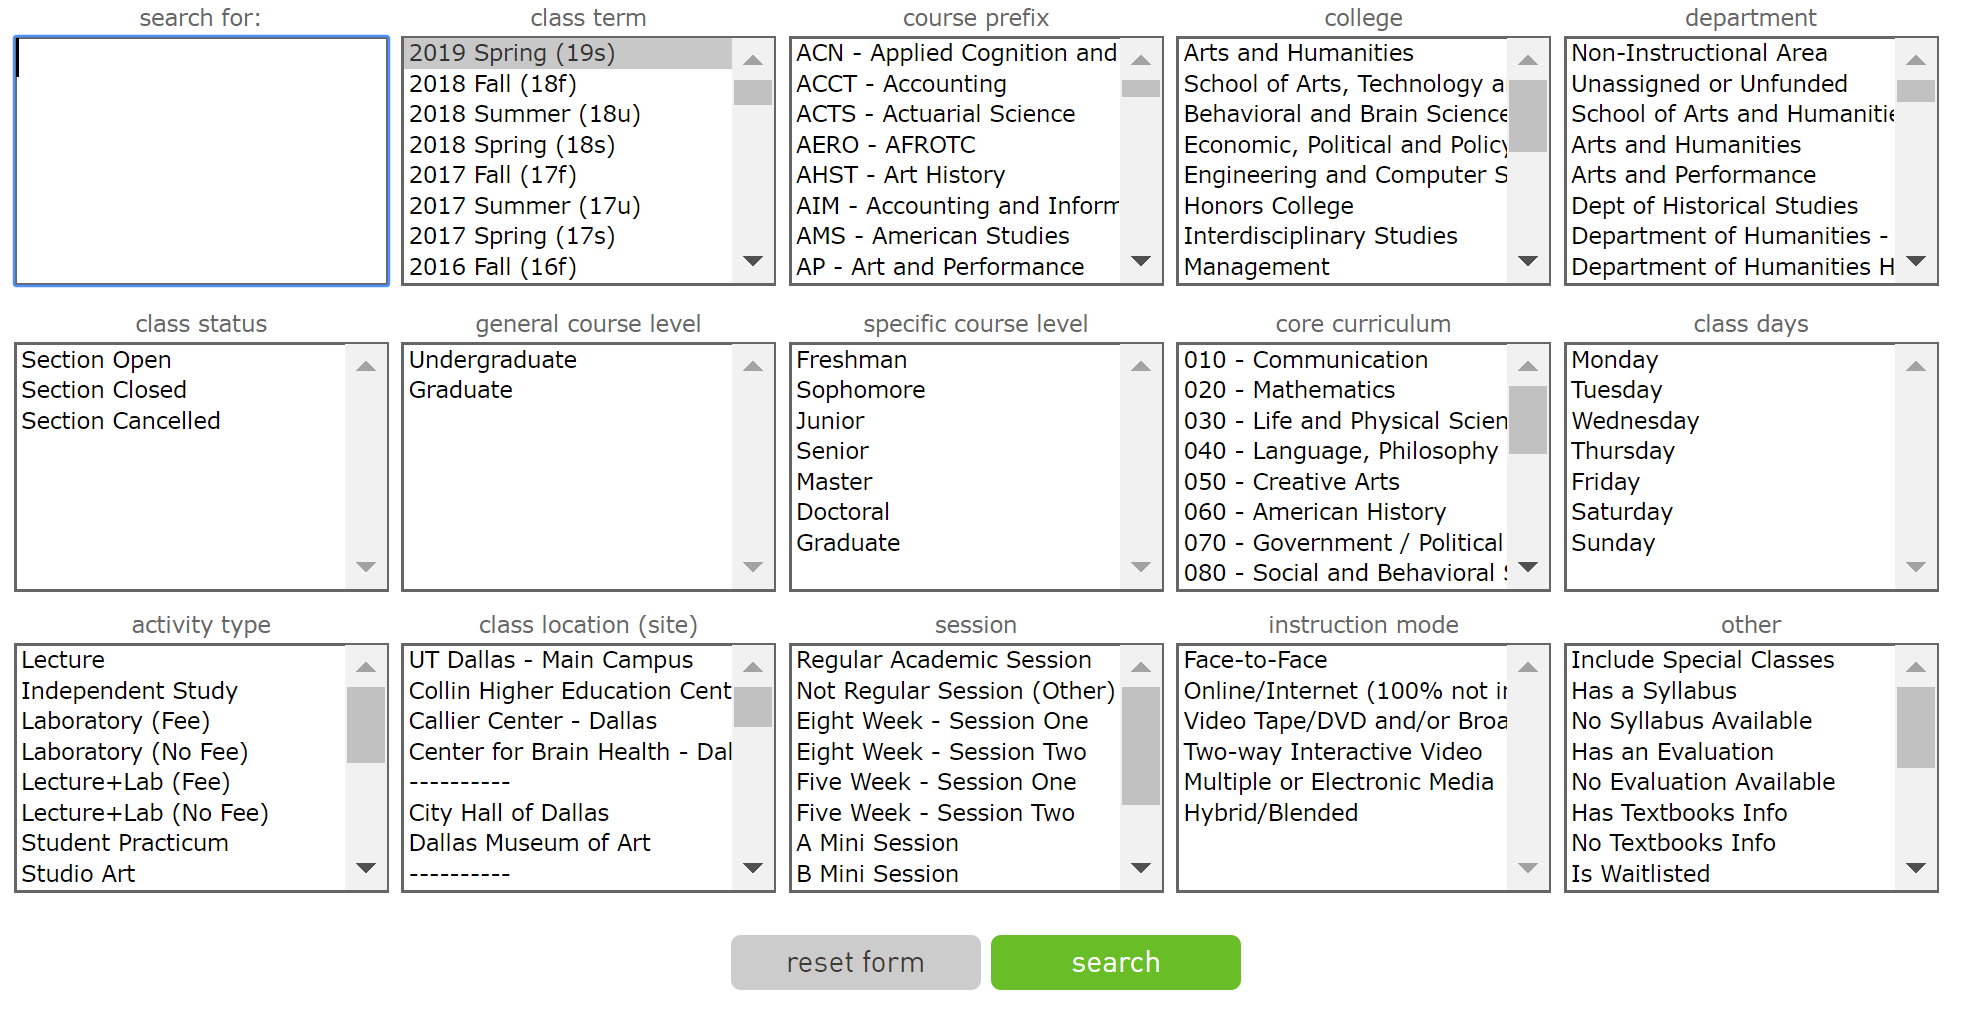 search for:
class term
course prefix
college
department
2019 Spring (19s)
2018 Fall (18f)
2018 Summer (18u)
2018 Spring (18s)
2017 Fall (17f)
2017 Summer (17u)
2017 Spring (17s)
2016 Fall (16f)
ACN - Applied Cognition and
ACCT - Accounting
ACTS - Actuarial Science
AERO - AFROTC
AHST - Art History
AIM - Accounting and Inform
AMS - American Studies
AP - Art and Performance
Arts and Humanities
School of Arts, Technology a
Behavioral and Brain Science
Economic, Political and Policy
Engineering and Computer S
Honors College
Interdisciplinary Studies
Management
Non-Instructional Area
Unassigned or Unfunded
School of Arts and Humanitie
Arts and Humanities
Arts and Performance
Dept of Historical Studies
Department of Humanities -
Department of Humanities H
class status
general course level
specific course level
core curriculum
class days
Section Open
Section Closed
Section Cancelled
Undergraduate
Graduate
Freshman
Sophomore
Junior
Senior
Master
Doctoral
Graduate
010 - Communication
020 - Mathematics
030 - Life and Physical Scien
040 - Language, Philosophy
050 - Creative Arts
060 - American History
070 - Government / Political
080 - Social and Behavioral S
Monday
Tuesday
Wednesday
Thursday
Friday
Saturday
Sunday
activity type
class location (site)
session
instruction mode
other
Lecture
Independent Study
Laboratory (Fee)
Laboratory (No Fee)
Lecture+Lab (Fee)
Lecture+Lab (No Fee)
Student Practicum
Studio Art
UT Dallas - Main Campus
Collin Higher Education Cent
Callier Center - Dallas
Center for Brain Health - Dal
----------
City Hall of Dallas
Dallas Museum of Art
----------
Regular Academic Session
Not Regular Session (Other)
Eight Week - Session One
Eight Week - Session Two
Five Week - Session One
Five Week - Session Two
A Mini Session
B Mini Session
Face-to-Face
Online/Internet (100% not in
Video Tape/DVD and/or Broa
Two-way Interactive Video
Multiple or Electronic Media
Hybrid/Blended
Include Special Classes
Has a Syllabus
No Syllabus Available
Has an Evaluation
No Evaluation Available
Has Textbooks Info
No Textbooks Info
Is Waitlisted
reset form
search